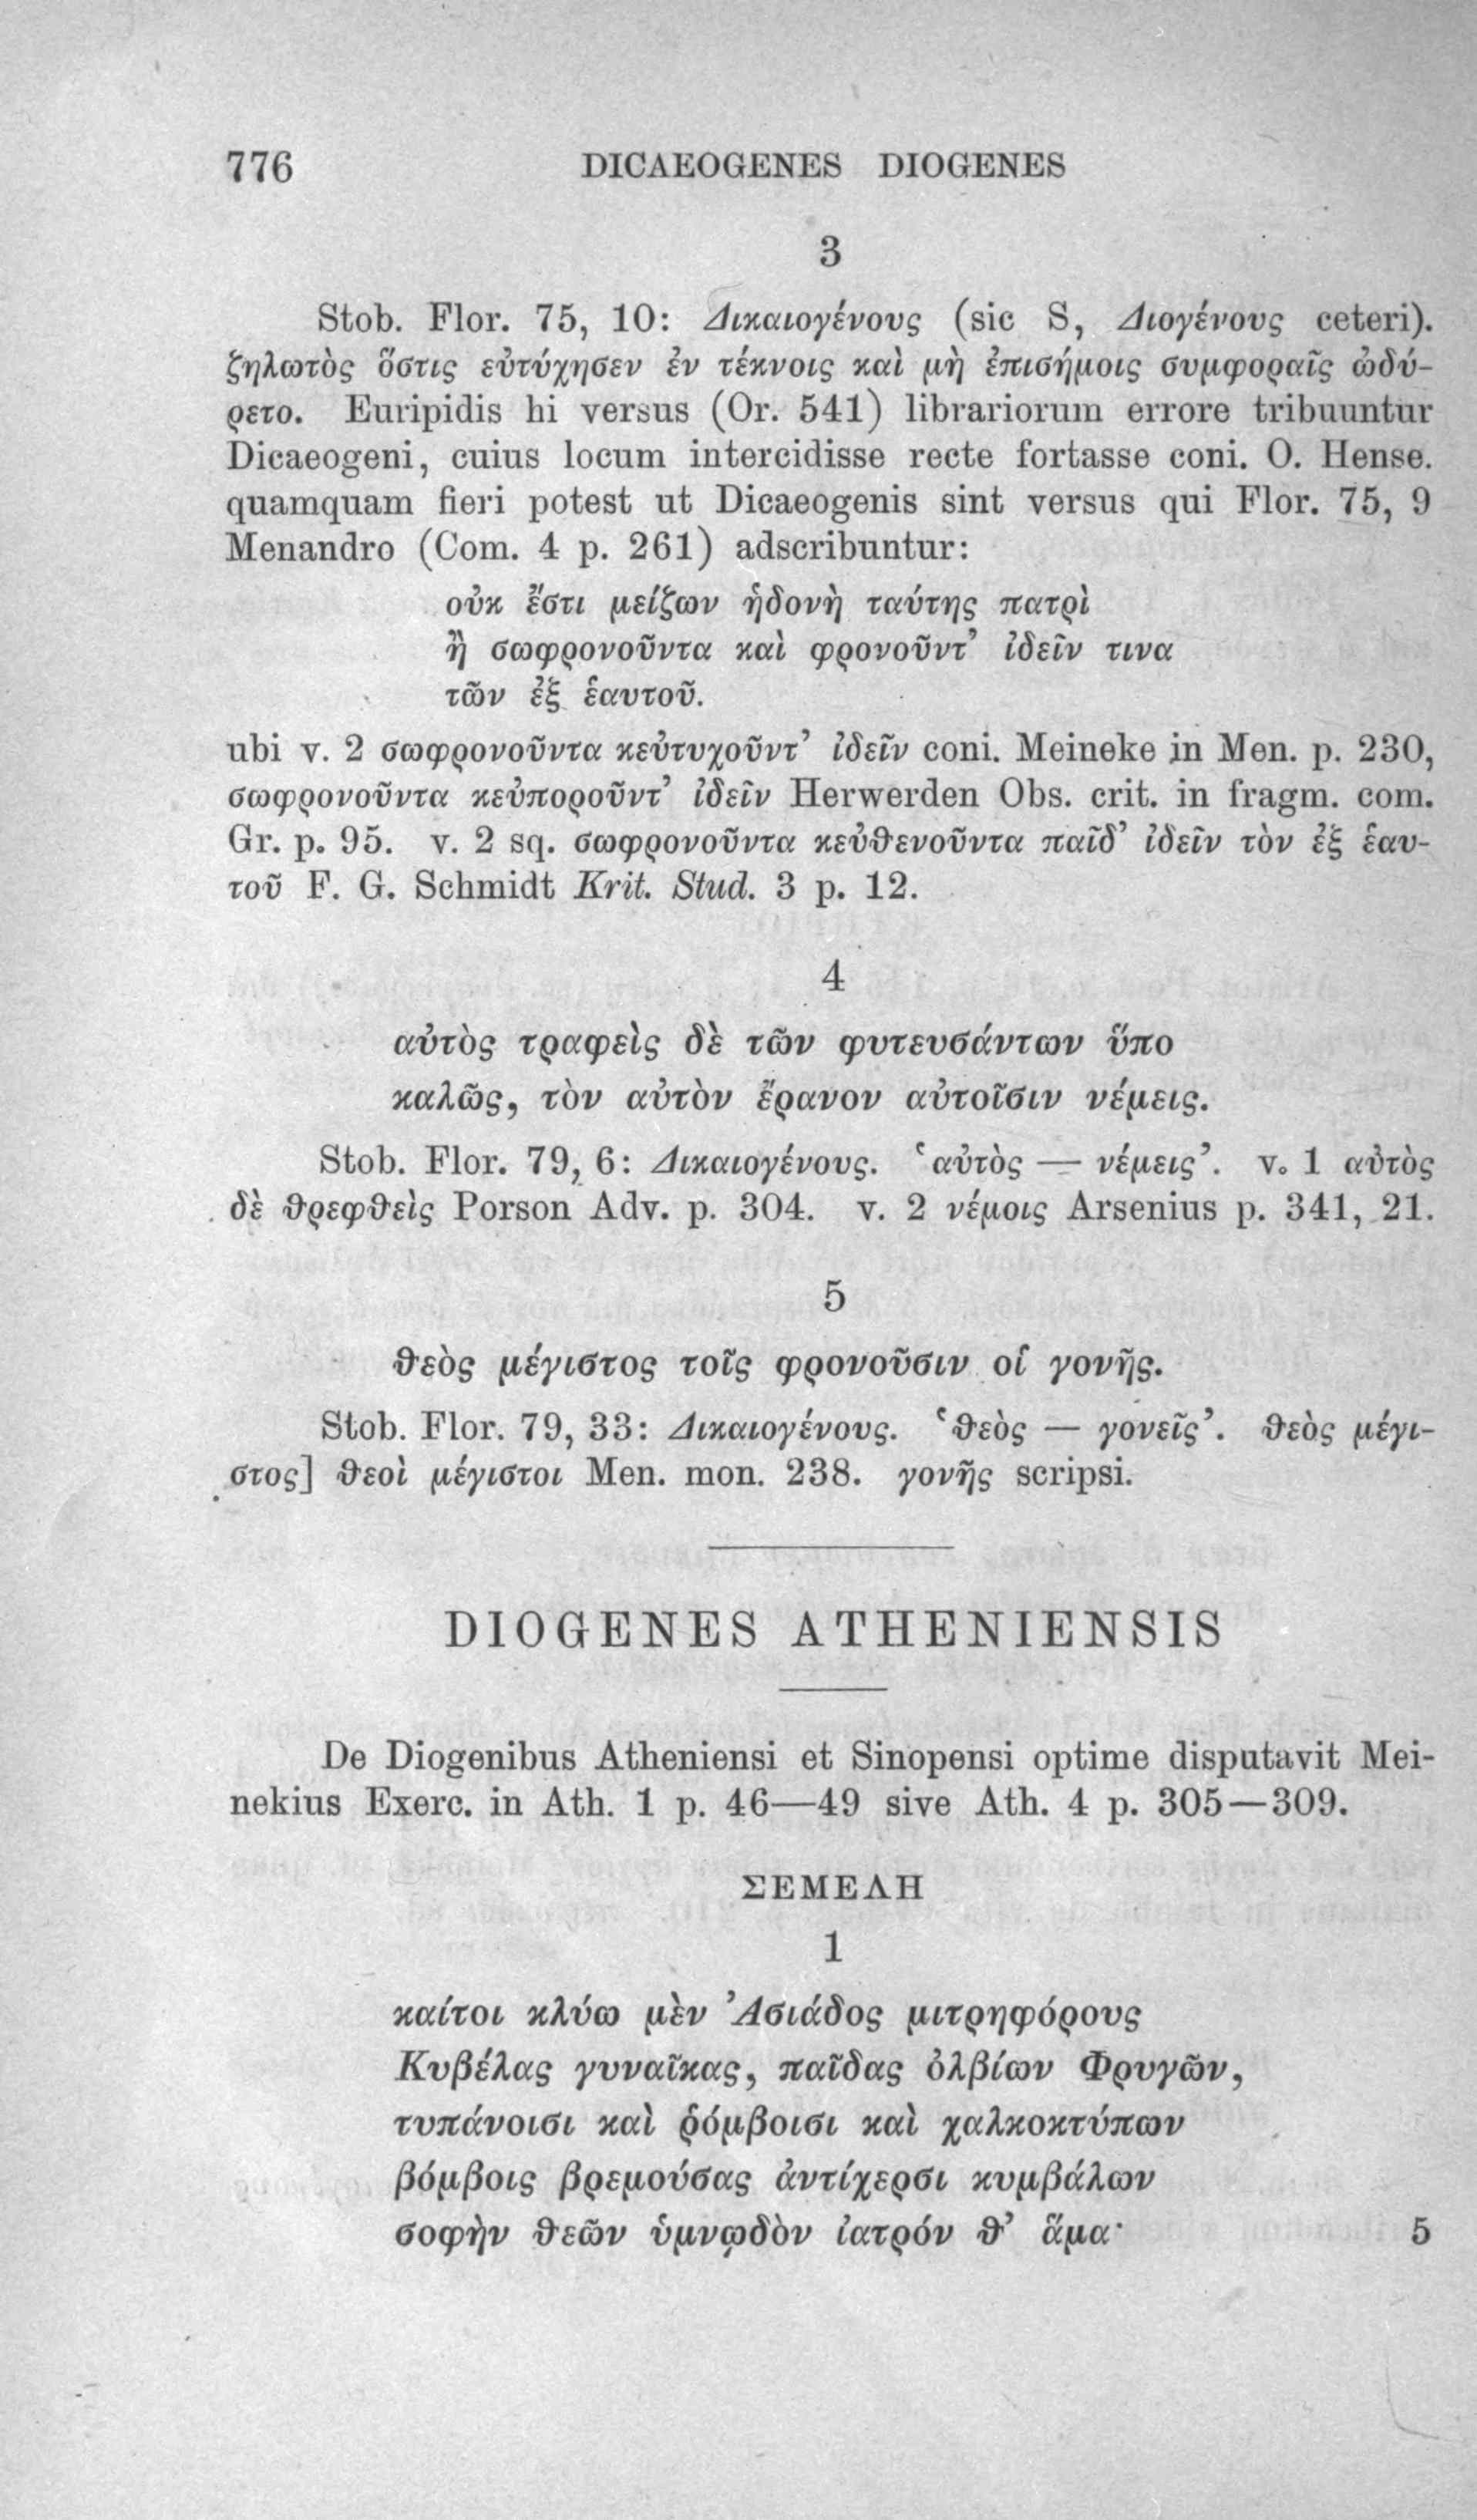 776 DICAEOGENES DIOGENES
3
Stob. Flor. 75, 10: Δικαιογένους (sic S, Διογένους ceteri).
ζηλωτὸς ὅστις εὐτύχησεν ἐν τέκνοις καὶ μὴ ἐπισήμοις συμφοραῖς ὠδύ-
ρετο. Euripidis hi versus (Or. 541) librariorum errore tribuuntur
Dicaeogeni, cuius locum intercidisse recte fortasse coni. O. Hense.
quamquam fieri potest ut Dicaeogenis sint versus qui Flor. 75, 9
Menandro (Com. 4 p. 261) adscribuntur:
οὐκ ἔστι μείζων ἡδονὴ ταύτης πατρὶ
ἢ σωφρονοῦντα καὶ φρονοῦντ’ ἰδεῖν τινα
τῶν ἐξ ἑαυτοῦ.
ubi v. 2 σωφρονοῦντα κεὐτυχοῦντ’ ἰδεῖν coni. Meineke in Men. p. 230,
σωφρονοῦντα κεὐποροῦντ’ ἰδεῖν Herwerden Obs. crit. in fragm. com.
Gr. p. 95. v. 2 sq. σωφρονοῦντα κεὐθενοῦντα παῖδ’ ἰδεῖν τὸν ἐξ ἑαυ-
τοῦ F. G. Schmidt Krit. Stud. 3 p. 12.
4
αὐτὸς τραφεὶς δὲ τῶν φυτευσάντων ὕπο
καλῶς, τὸν αὐτὸν ἔρανον αὐτοῖσιν νέμεις.
Stob. Flor. 79, 6: Δικαιογένους. ‘αὐτὸς — νέμεις’. v. 1 αὐτὸς
δὲ θρεφθεὶς Porson Adv. p. 304. v. 2 νέμοις Arsenius p. 341, 21.
5
θεὸς μέγιστος τοῖς φρονοῦσιν οἱ γονῆς.
Stob. Flor. 79, 33: Δικαιογένους. ‘θεὸς — γονεῖς’. θεὸς μέγι-
στος] θεοὶ μέγιστοι Men. mon. 238. γονῆς scripsi.
DIOGENES ATHENIENSIS
De Diogenibus Atheniensi et Sinopensi optime disputavit Mei-
nekius Exerc. in Ath. 1 p. 46—49 sive Ath. 4 p. 305—309.
ΣΕΜΕΛΗ
1
καίτοι κλύω μὲν Ἀσιάδος μιτρηφόρους
Κυβέλας γυναῖκας, παῖδας ὀλβίων Φρυγῶν,
τυπάνοισι καὶ ῥόμβοισι καὶ χαλκοκτύπων
βόμβοις βρεμούσας ἀντίχερσι κυμβάλων
σοφὴν θεῶν ὑμνῳδὸν ἰατρόν θ’ ἅμα· 5